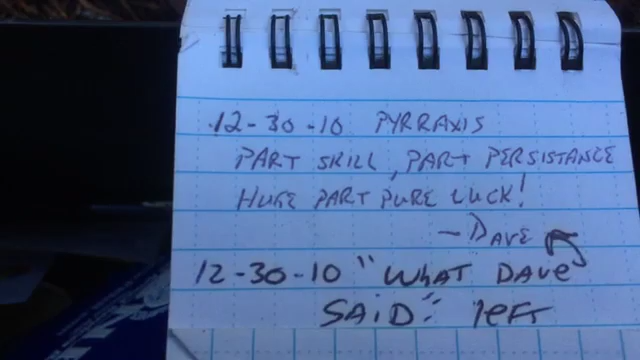 12-30-10 PYRRAXIS
PART SKILL, PART PERSISTANCE
HUGE PART PURE LUCK!
- DAVE
12-30-10 "WHAT DAVE
SAID" left